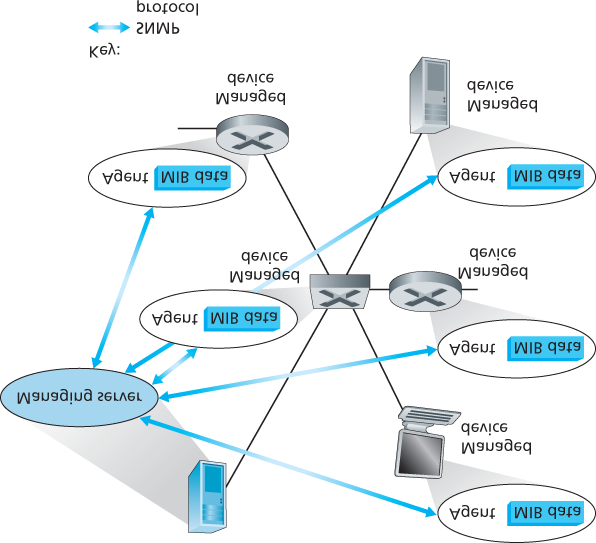 Agent MIB data
Managed
device
Managing server
Agent MIB data
Agent MIB data
Managed
device
Managed
device
Agent MIB data
Agent MIB data
Managed
device
Managed
device
Key:
SNMP
protocol